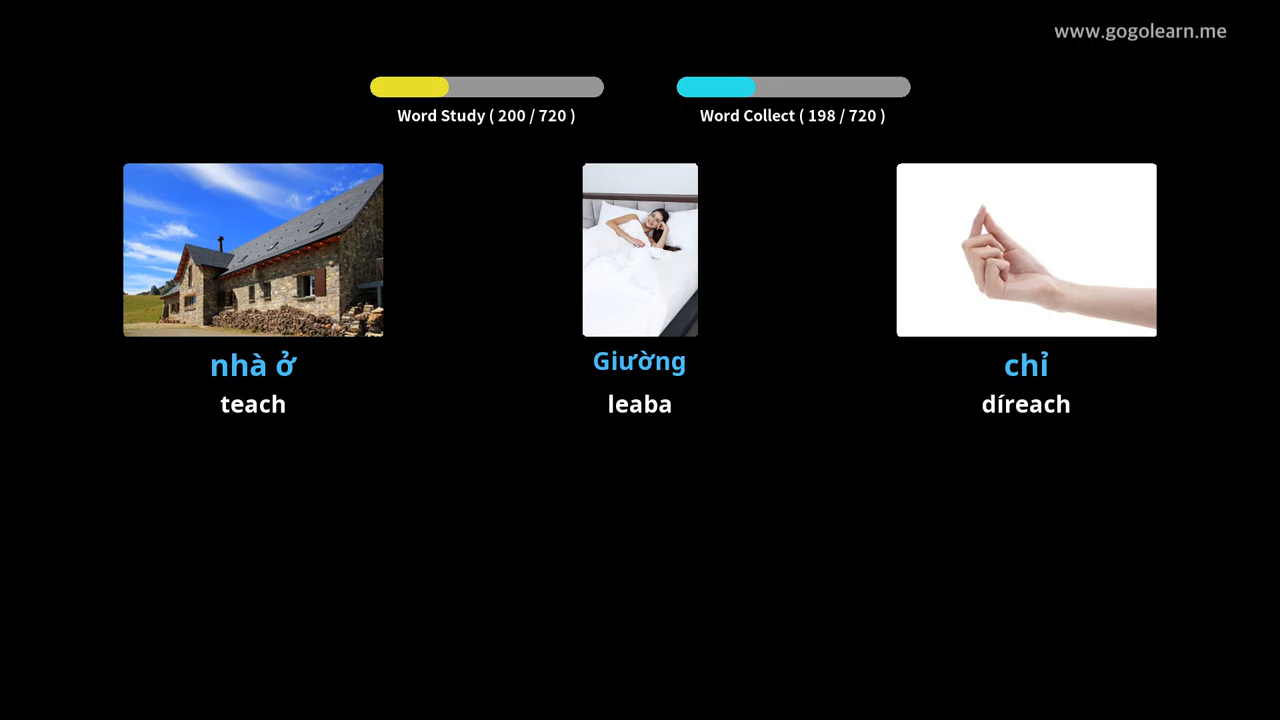 www.gogolearn.me
Word Study ( 200 / 720 )
Word Collect ( 198 / 720 )
nhà ở
Giường
chỉ
teach
leaba
díreach